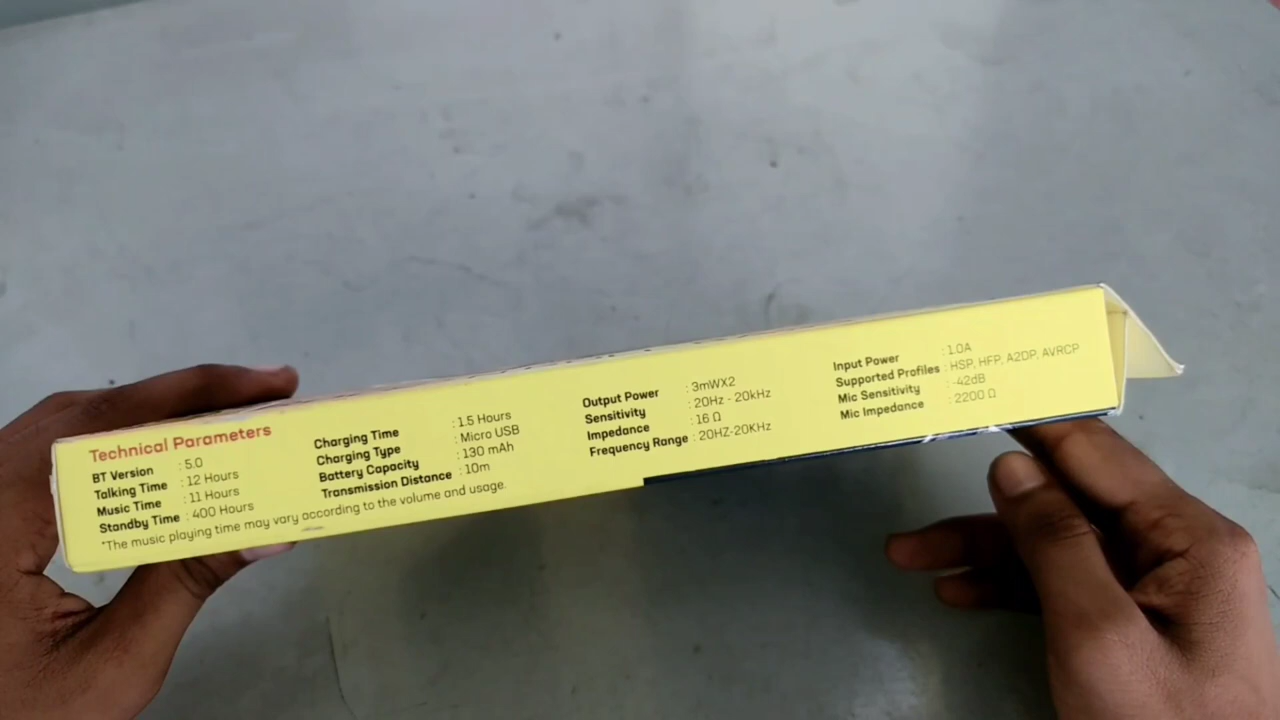 Technical Parameters
BT Version : 5.0
Talking Time : 12 Hours
Music Time : 11 Hours
Standby Time : 400 Hours
*The music playing time may vary according to the volume and usage.
Charging Time : 1.5 Hours
Charging Type : Micro USB
Battery Capacity : 130 mAh
Transmission Distance : 10m
Output Power : 3mWX2
Sensitivity : 20Hz - 20kHz
Impedance : 16 Ω
Frequency Range : 20HZ-20KHz
Input Power : 1.0A
Supported Profiles : HSP, HFP, A2DP, AVRCP
Mic Sensitivity : -42dB
Mic Impedance : 2200 Ω